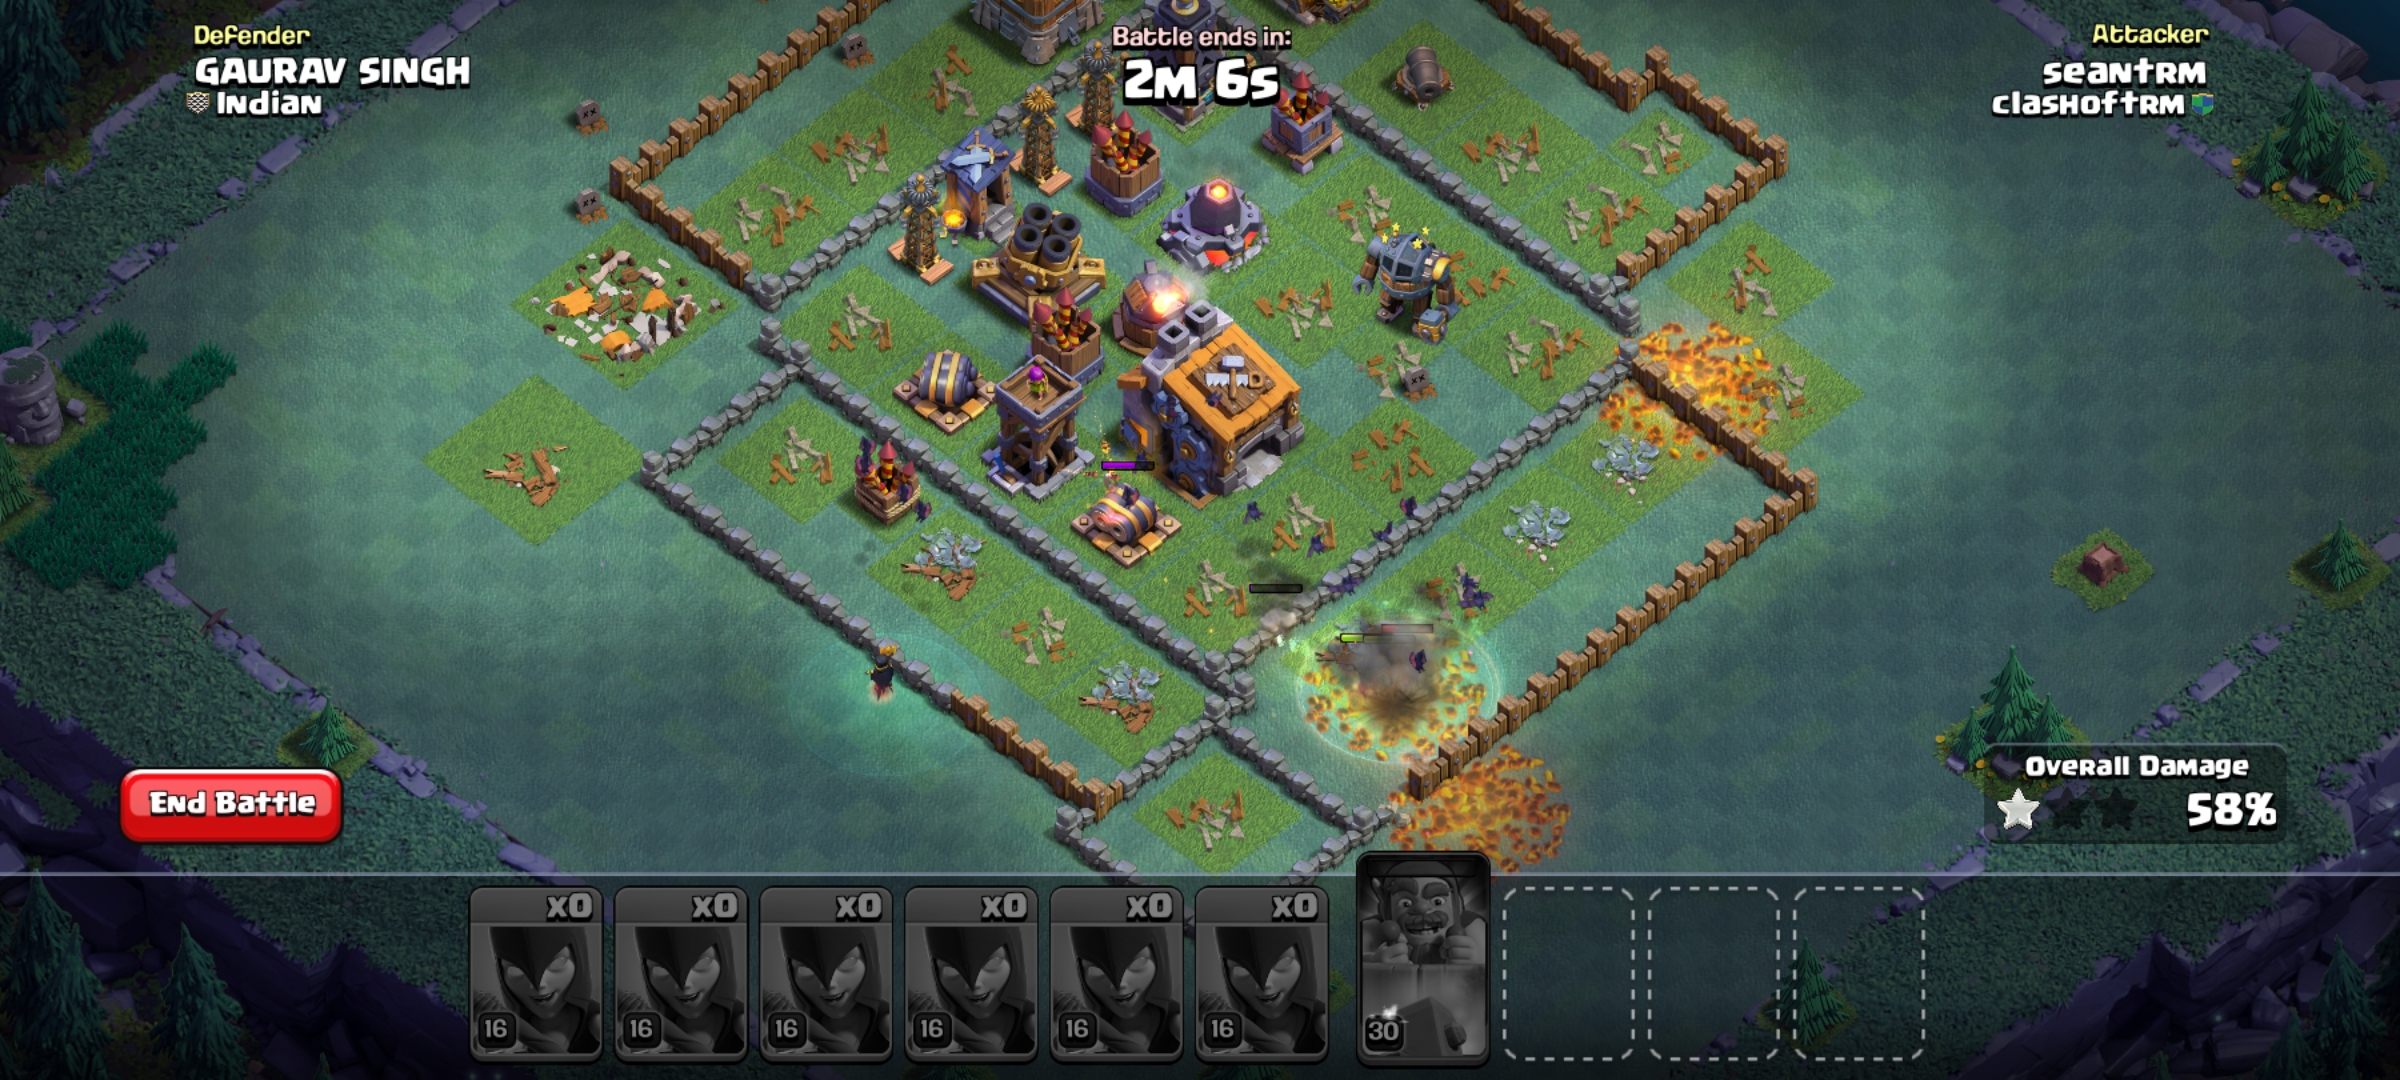 Defender
GAURAV SINGH
Indian
Battle ends in:
2M 6s
Attacker
seantrm
clashoftrm
End Battle
Overall Damage
58%
x0
x0
x0
x0
x0
x0
16
16
16
16
16
16
30